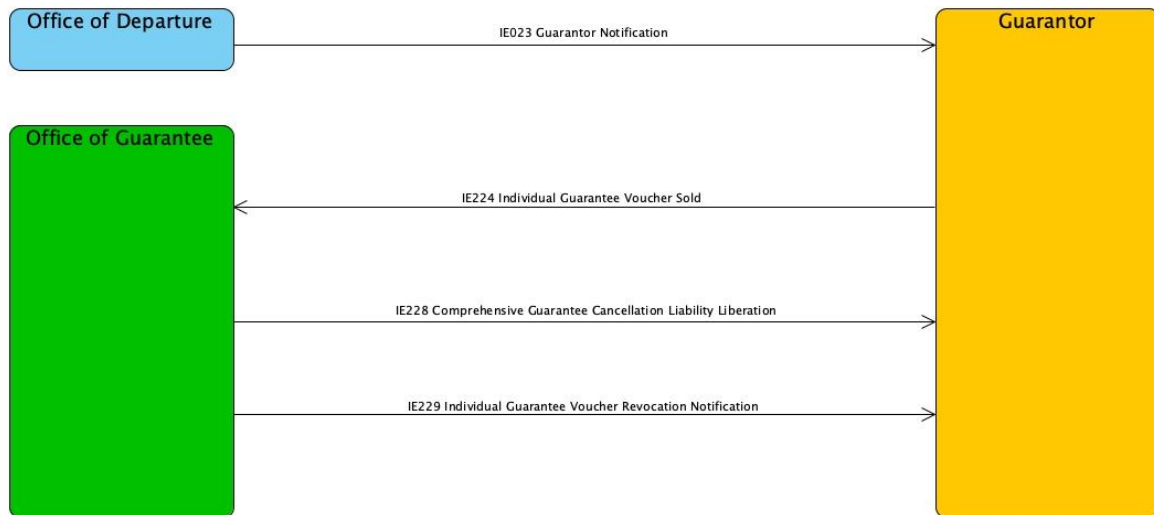 Office of Departure
Guarantor
IE023 Guarantor Notification
Office of Guarantee
IE224 Individual Guarantee Voucher Sold
IE228 Comprehensive Guarantee Cancellation Liability Liberation
IE229 Individual Guarantee Voucher Revocation Notification